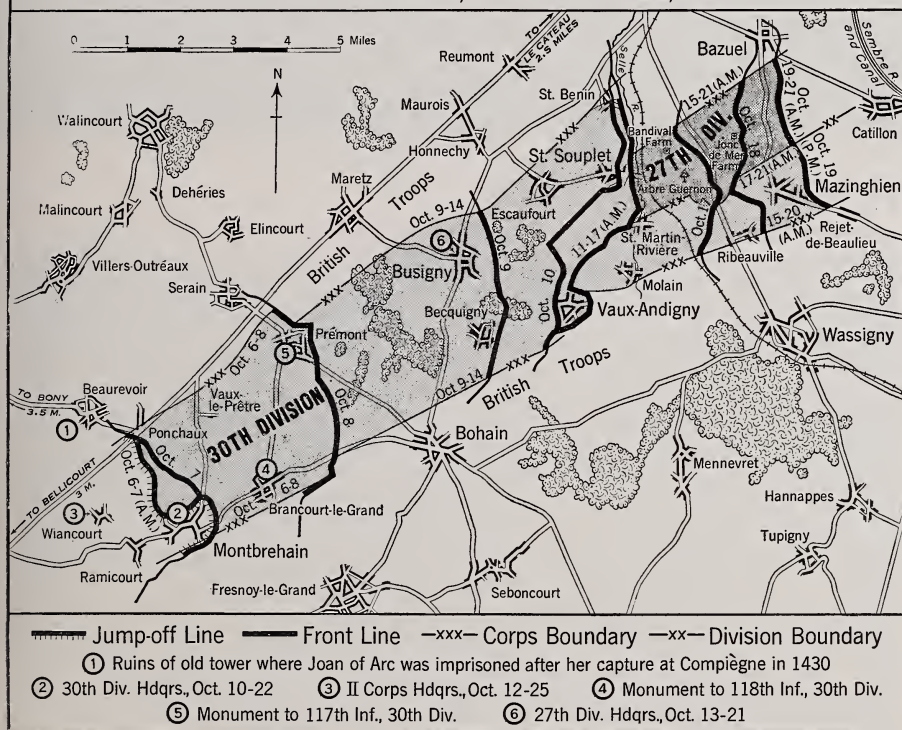 0 1 2 3 4 5 Miles
N
TO LE CATEAU 2.5 MILES
Reumont
Bazuel
Sambre R. and Canal
Selle R.
Walincourt
Maurois
St. Benin
15-21 (A.M.)
Oct. 19-21 (A.M.)
Honnechy
Bandival Farm
27TH DIV.
Oct. 18
Catillon
Jonc de Mer Farm
(P.M.) Oct. 19
St. Souplet
17-21 (A.M.)
Dehéries
Maretz
Troops
Arbre Guernon
Mazinghien
Malincourt
Escaufourt
Oct. 9-14
11-17 (A.M.)
Oct. 17
15-20 (A.M.)
Elincourt
British
⑥
Oct. 9
St. Martin-Rivière
Rejet-de-Beaulieu
Busigny
Ribeauville
Villers-Outréaux
Molain
Serain
Oct. 10
Becquigny
Vaux-Andigny
Prémont
⑤
Oct. 6-8
Troops
Wassigny
British
Oct. 9-14
Beaurevoir
TO BONY
3.5 M.
Vaux-le-Prêtre
①
30TH DIVISION
Oct. 8
Ponchaux
Bohain
Oct.
Oct. 6-7 (A.M.)
④
Mennevret
TO BELLICOURT
3 M.
Oct. 6-8
Hannappes
③
②
Brancourt-le-Grand
Wiancourt
Tupigny
Montbrehain
Ramicourt
Fresnoy-le-Grand
Seboncourt
Jump-off Line Front Line —xxx— Corps Boundary —xx— Division Boundary
① Ruins of old tower where Joan of Arc was imprisoned after her capture at Compiègne in 1430
② 30th Div. Hdqrs., Oct. 10-22 ③ II Corps Hdqrs., Oct. 12-25 ④ Monument to 118th Inf., 30th Div.
⑤ Monument to 117th Inf., 30th Div. ⑥ 27th Div. Hdqrs., Oct. 13-21